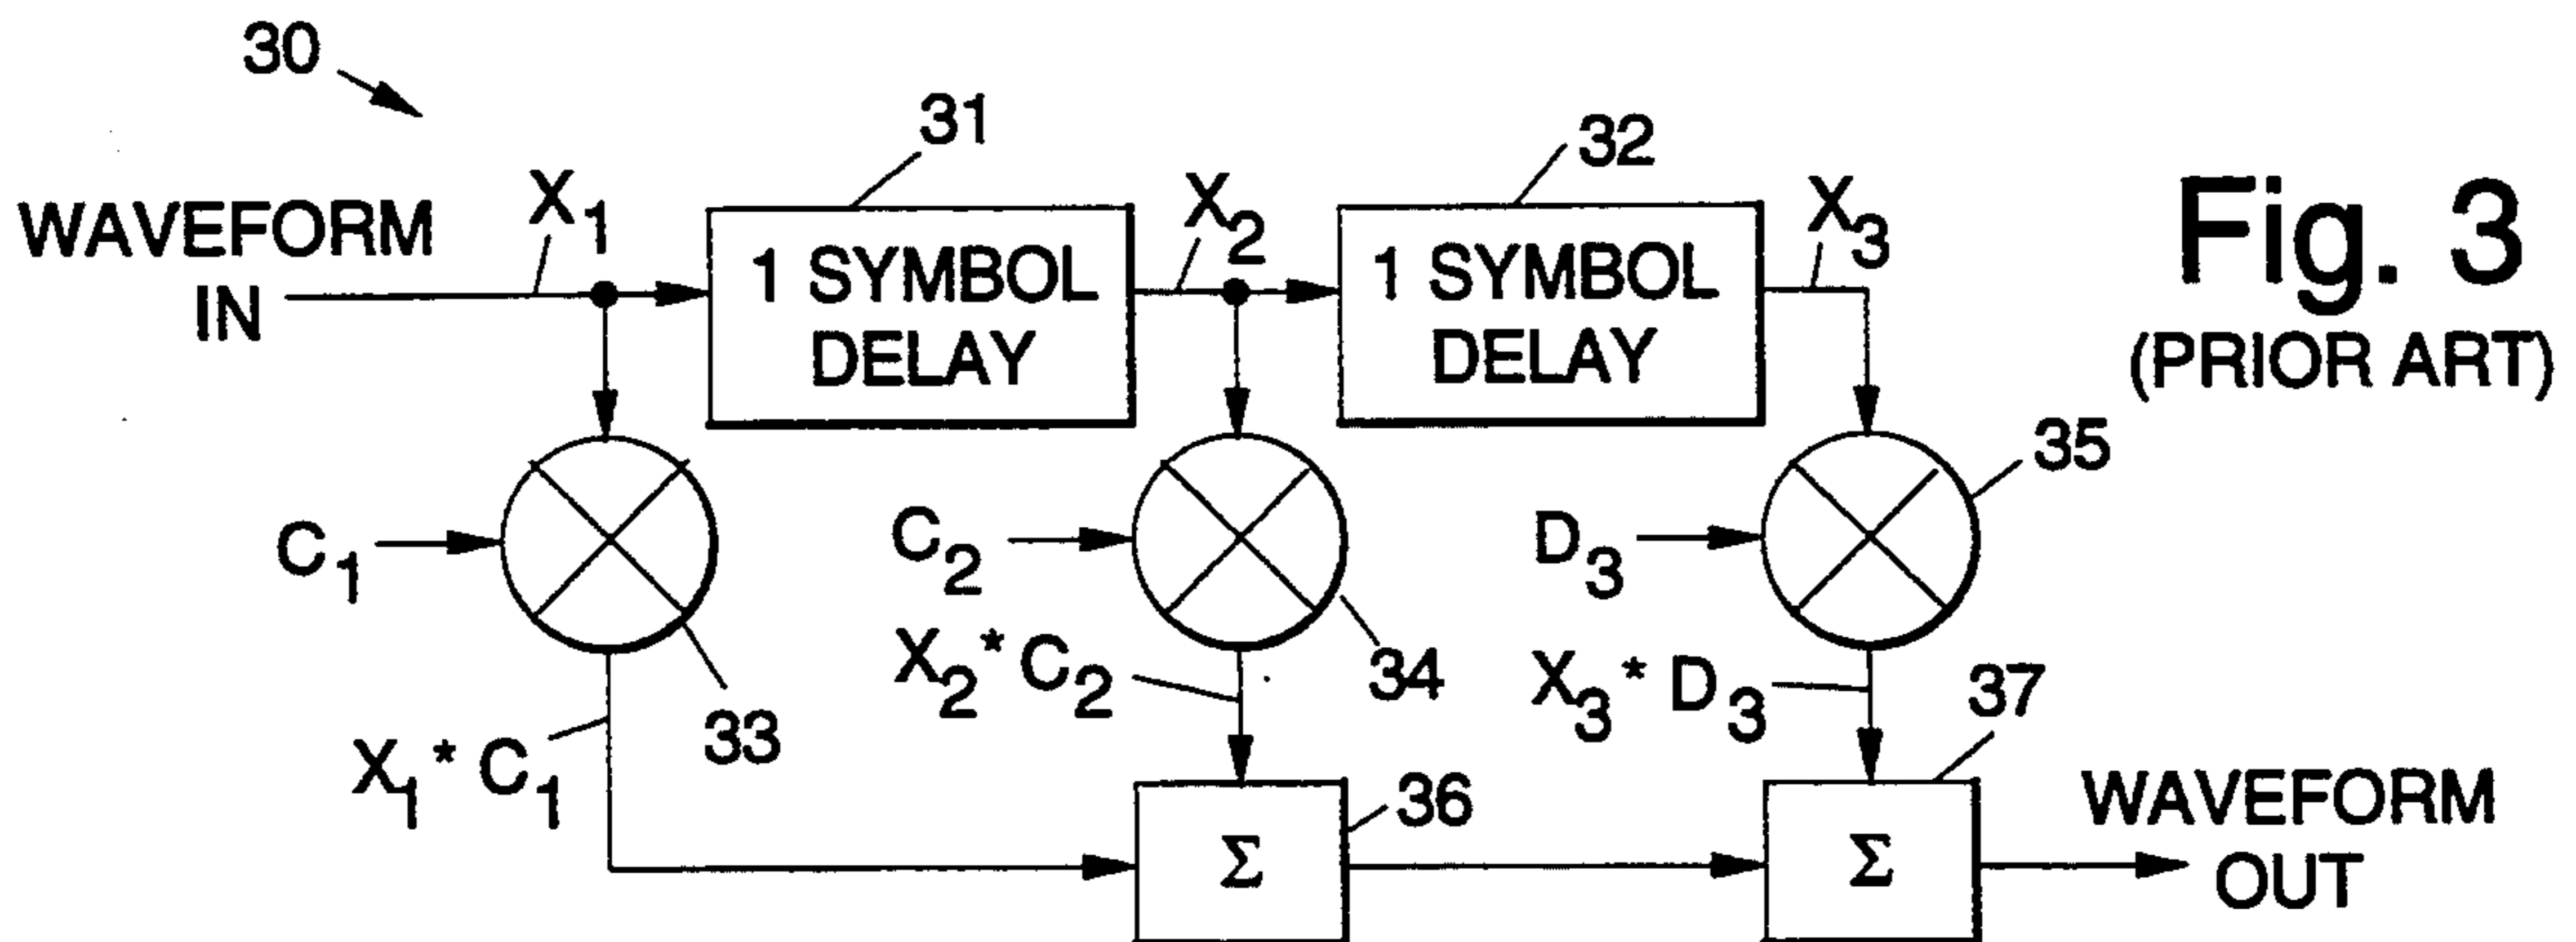 30
31
32
WAVEFORM
IN
X1
1 SYMBOL
DELAY
X2
1 SYMBOL
DELAY
X3
Fig. 3
(PRIOR ART)
C1
33
C2
34
D3
35
X1 * C1
X2 * C2
X3 * D3
36
Σ
37
Σ
WAVEFORM
OUT